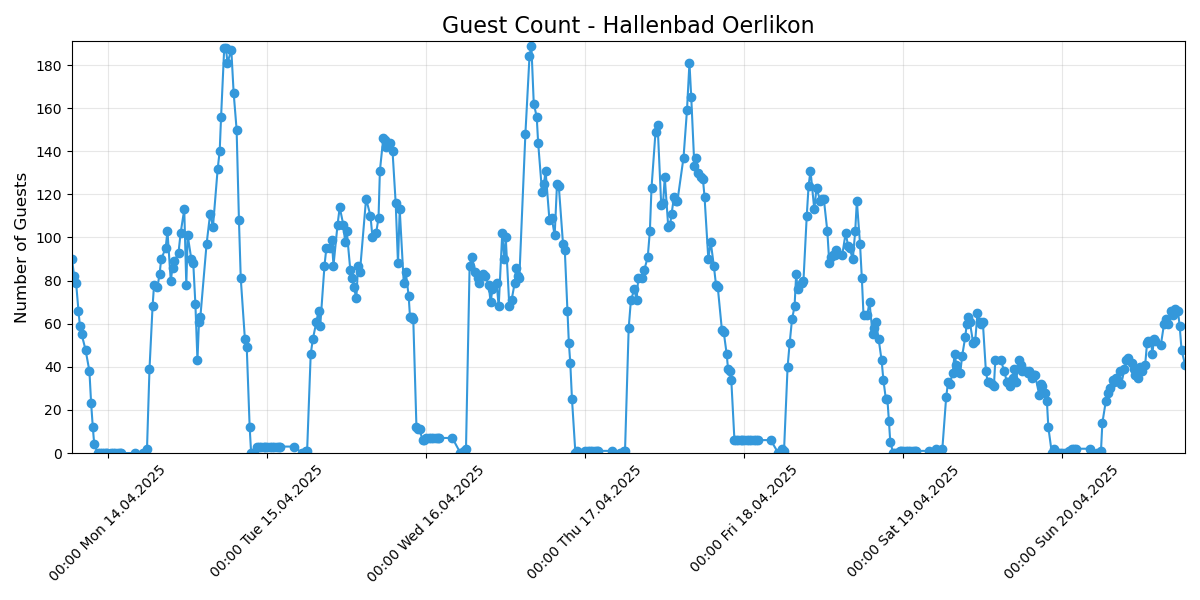 Guest Count - Hallenbad Oerlikon
Number of Guests
180
160
140
120
100
80
60
40
20
0
00:00 Mon 14.04.2025
00:00 Tue 15.04.2025
00:00 Wed 16.04.2025
00:00 Thu 17.04.2025
00:00 Fri 18.04.2025
00:00 Sat 19.04.2025
00:00 Sun 20.04.2025